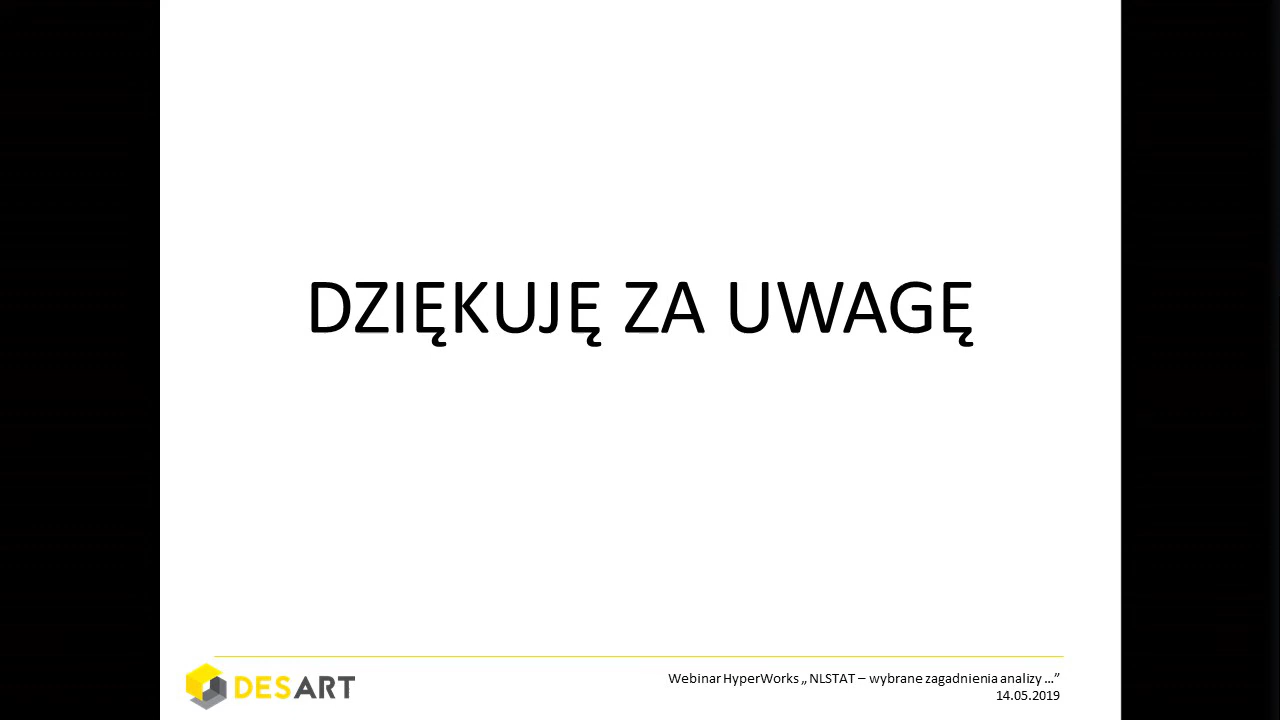 DZIĘKUJĘ ZA UWAGĘ
DESART
Webinar HyperWorks „ NLSTAT – wybrane zagadnienia analizy …”
14.05.2019